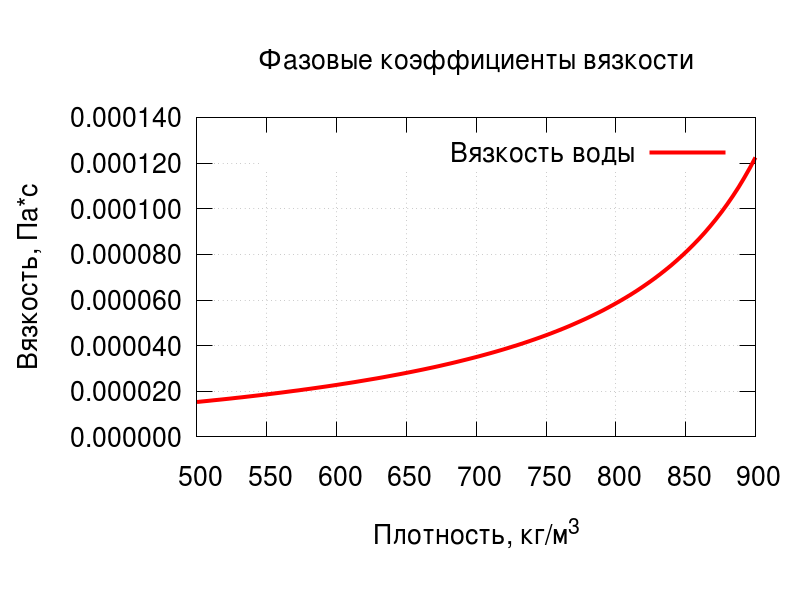 Фазовые коэффициенты вязкости
Вязкость воды
Вязкость, Па*с
0.000140
0.000120
0.000100
0.000080
0.000060
0.000040
0.000020
0.000000
500 550 600 650 700 750 800 850 900
Плотность, кг/м³